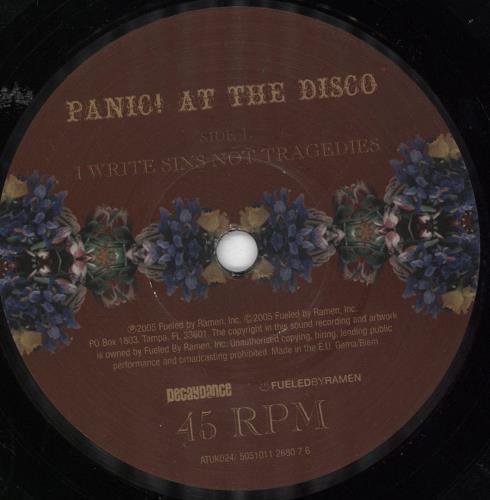 PANIC! AT THE DISCO
SIDE 1.
I WRITE SINS NOT TRAGEDIES
℗2005 Fueled by Ramen, Inc. ©2005 Fueled by Ramen, Inc.
PO Box 1803, Tampa, FL 33601. The copyright in this sound recording and artwork
is owned by Fueled By Ramen, Inc. Unauthorised copying, hiring, lending public
performance and broadcasting prohibited. Made in the E.U. Gema/Biem
DECAYDANCE
FUELEDBYRAMEN
45 RPM
ATUK024/ 5051011 2680 7 6